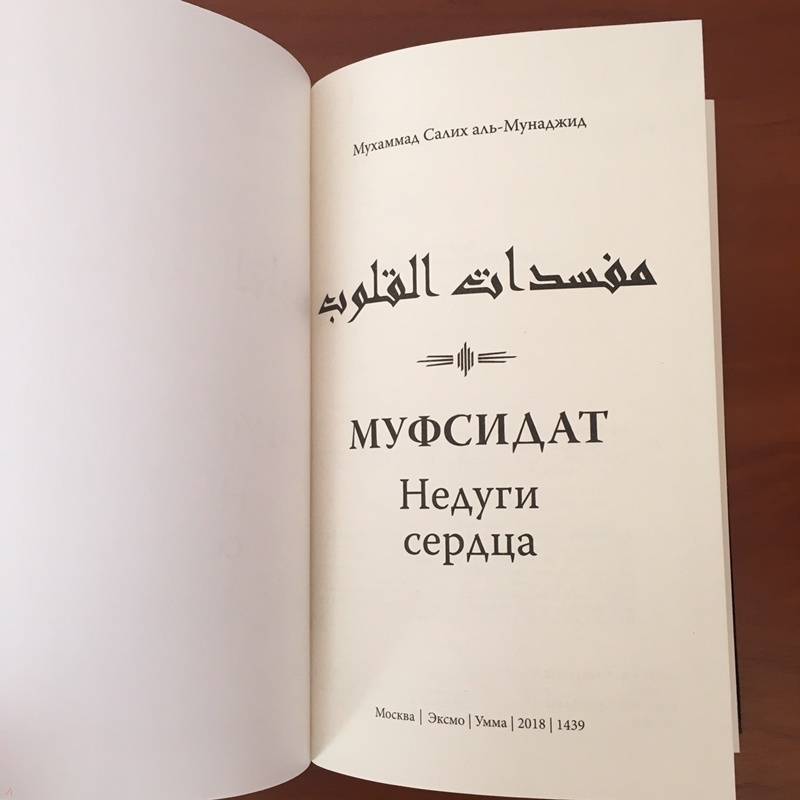 Мухаммад Салих аль-Мунаджид
مفسدات القلوب
МУФСИДАТ
Недуги
сердца
Москва | Эксмо | Умма | 2018 | 1439